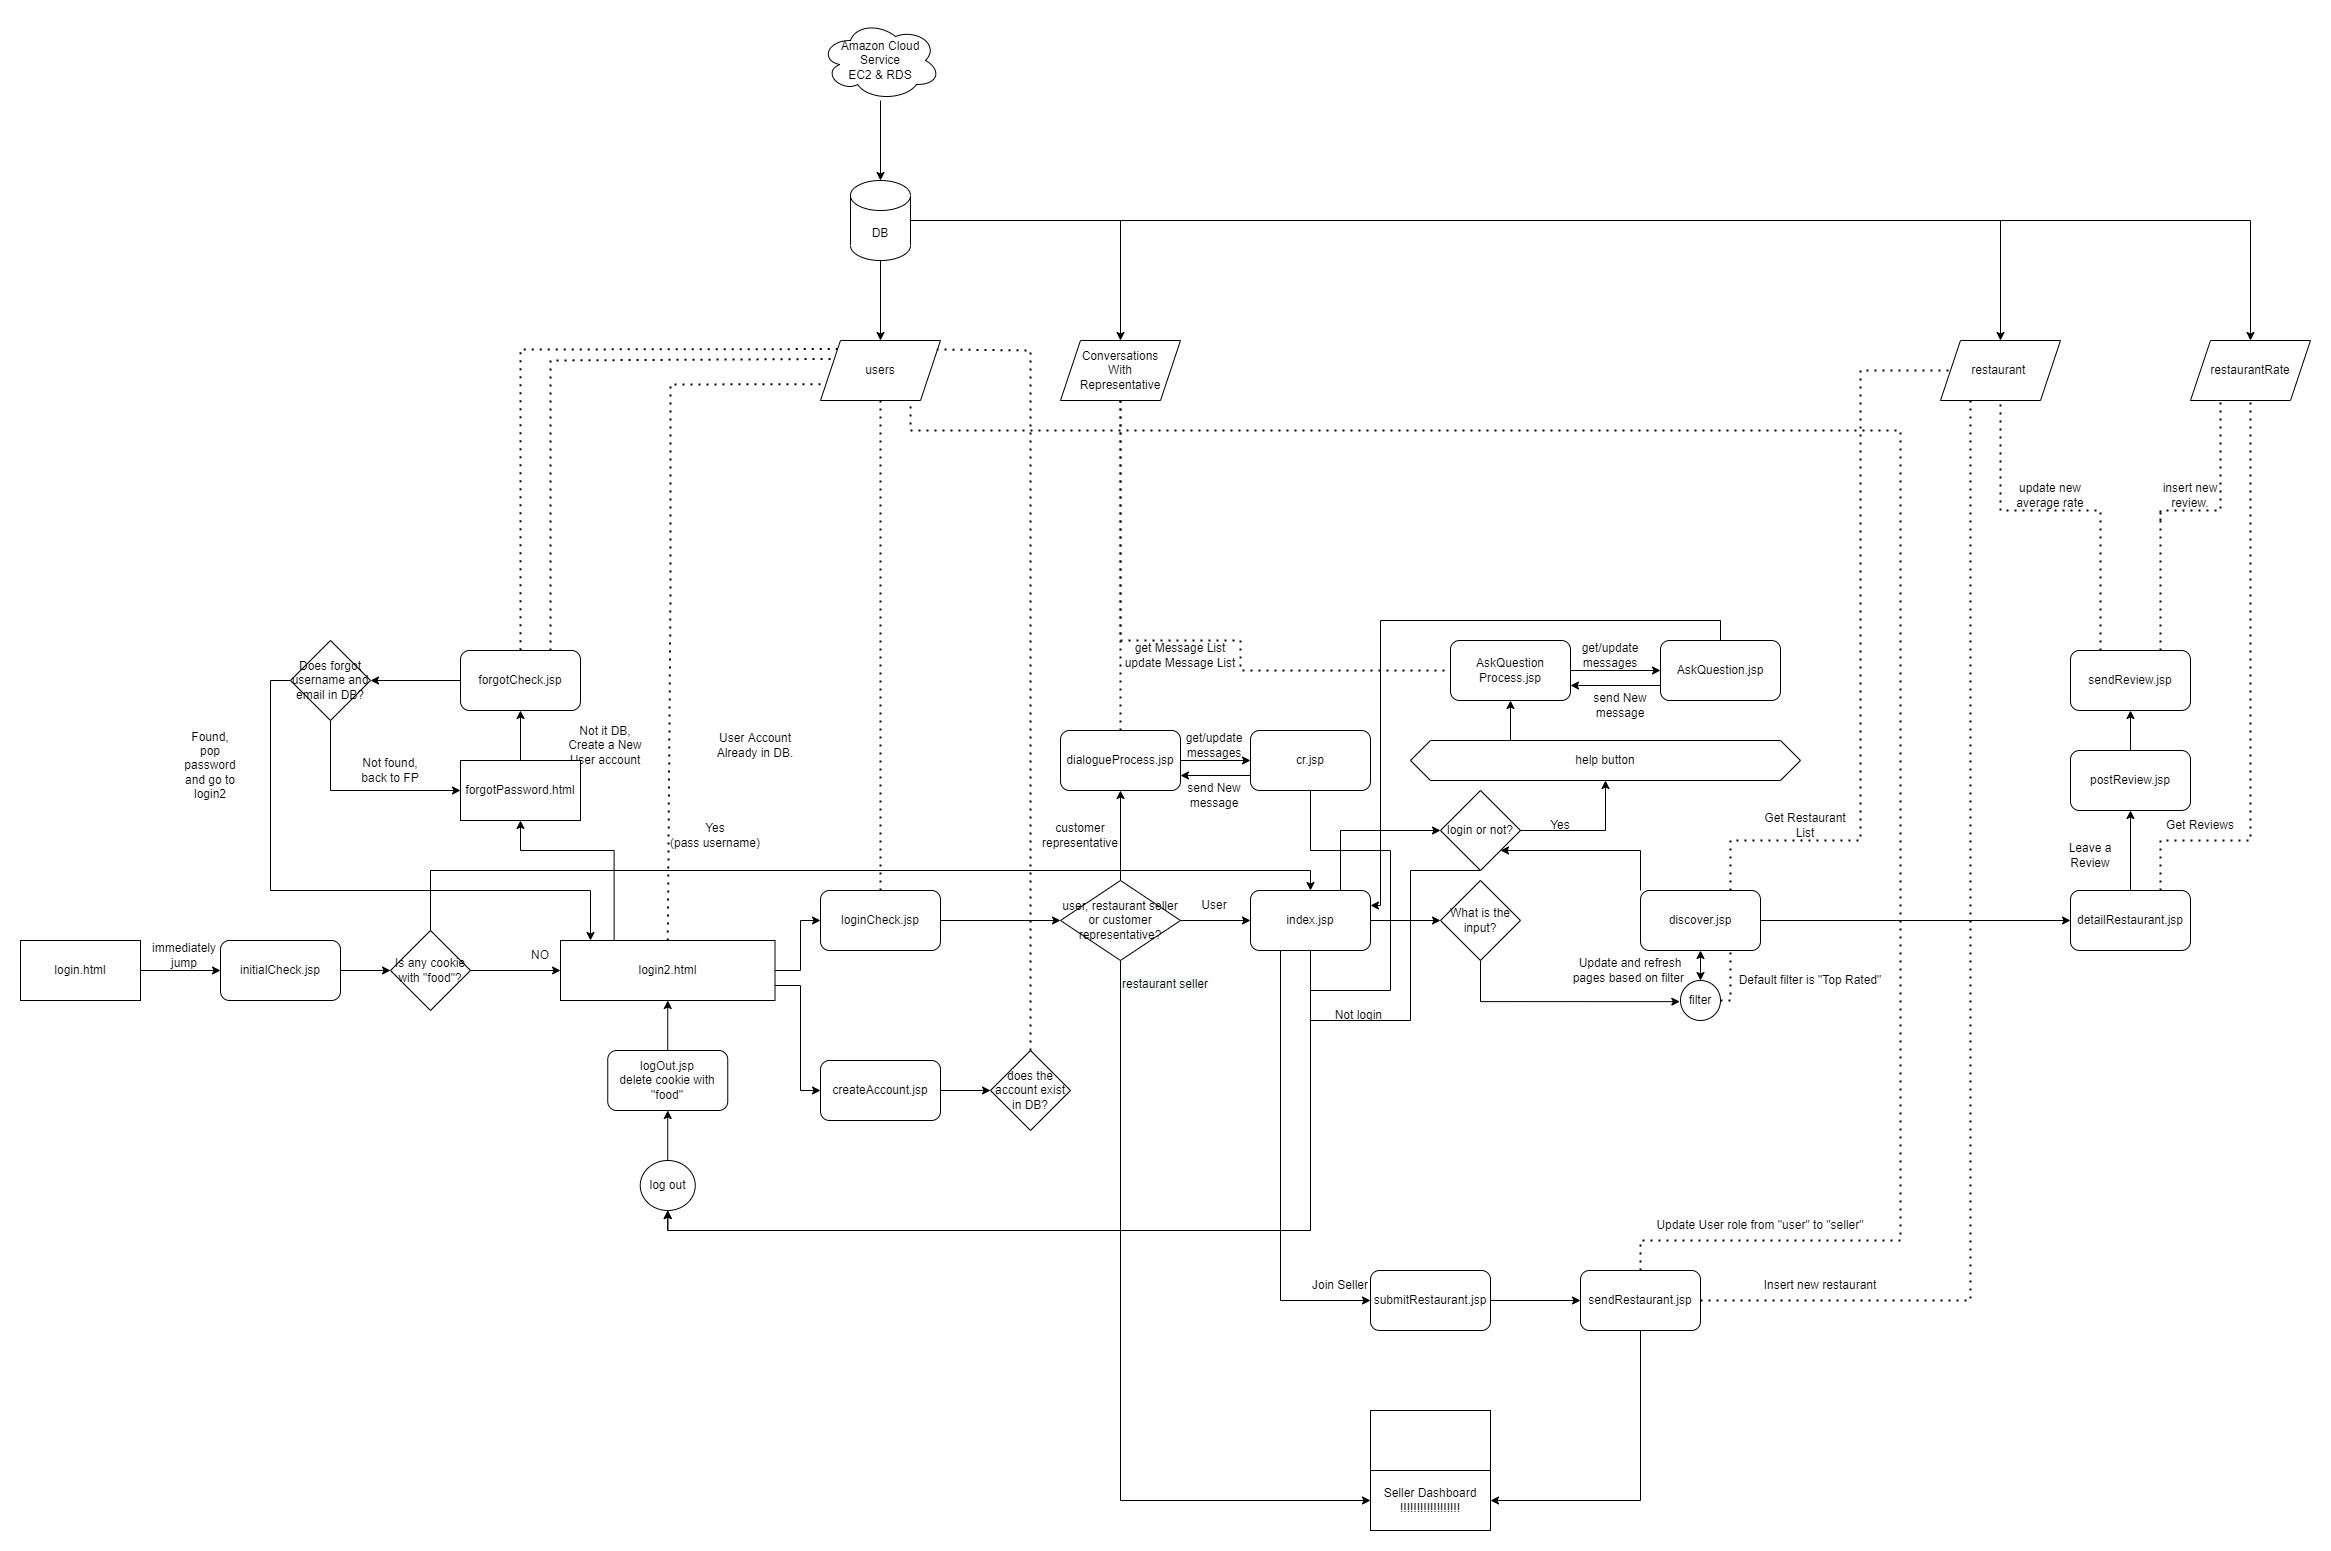 Amazon Cloud
Service
EC2 & RDS
DB
users
Conversations
With
Representative
restaurant
restaurantRate
update new
average rate
insert new
review.
Does forgot
username and
email in DB?
forgotCheck.jsp
get Message List
update Message List
AskQuestion
Process.jsp
get/update
messages
send New
message
AskQuestion.jsp
sendReview.jsp
Found,
pop
password
and go to
login2
Not found,
back to FP
Not it DB,
Create a New
User account
forgotPassword.html
User Account
Already in DB.
dialogueProcess.jsp
get/update
messages
send New
message
cr.jsp
help button
postReview.jsp
Yes
(pass username)
customer
representative
login or not?
Yes
Get Restaurant
List
Get Reviews
Leave a
Review
login.html
immediately
jump
initialCheck.jsp
Is any cookie
with "food"?
NO
login2.html
loginCheck.jsp
user, restaurant seller
or customer
representative?
User
index.jsp
What is the
input?
discover.jsp
detailRestaurant.jsp
restaurant seller
Update and refresh
pages based on filter
Default filter is "Top Rated"
filter
Not login
logOut.jsp
delete cookie with
"food"
createAccount.jsp
does the
account exist
in DB?
log out
Update User role from "user" to "seller"
Join Seller
submitRestaurant.jsp
sendRestaurant.jsp
Insert new restaurant
Seller Dashboard
!!!!!!!!!!!!!!!!!!